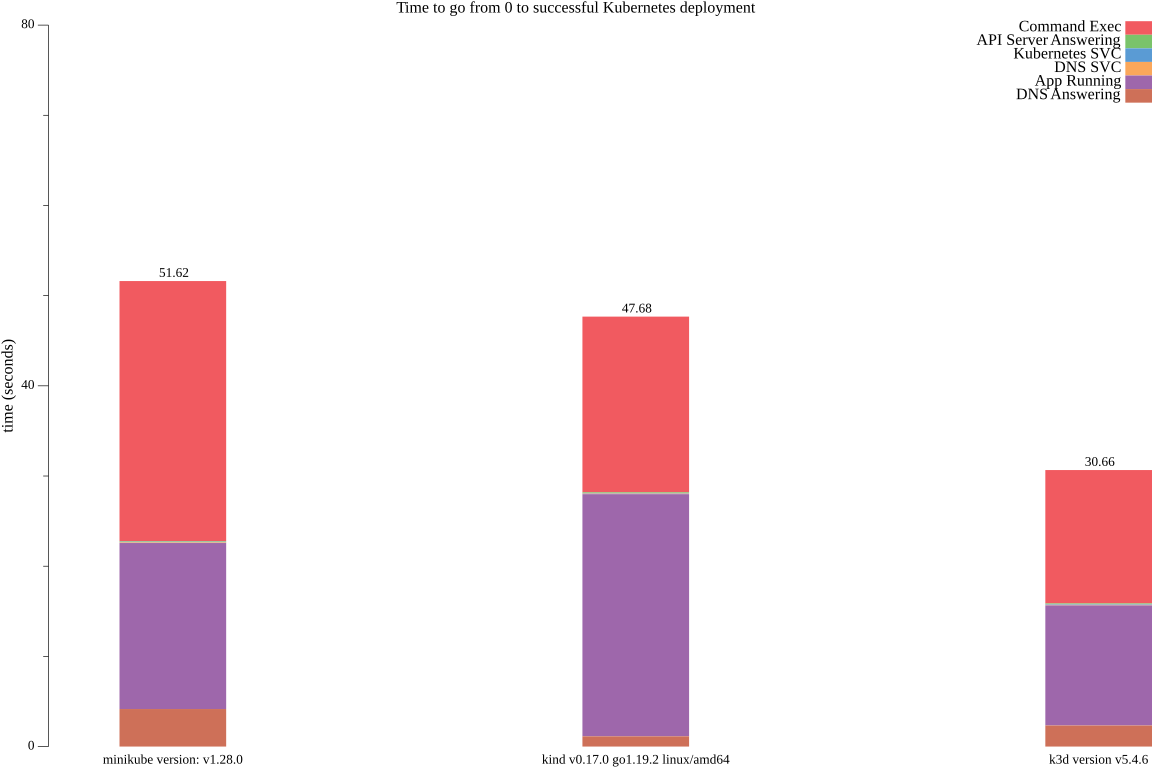 Time to go from 0 to successful Kubernetes deployment
80
Command Exec
API Server Answering
Kubernetes SVC
DNS SVC
App Running
DNS Answering
51.62
47.68
time (seconds)
40
30.66
0
minikube version: v1.28.0
kind v0.17.0 go1.19.2 linux/amd64
k3d version v5.4.6